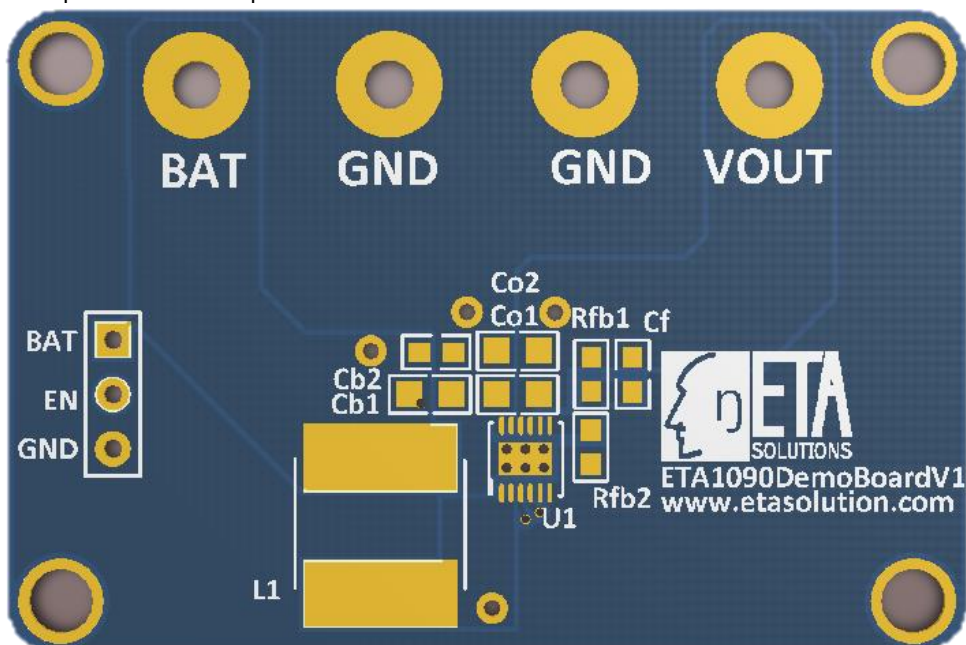 BAT
GND
GND
VOUT
Co2
Co1
Rfb1
Cf
BAT
EN
GND
Cb2
Cb1
ηETA
SOLUTIONS
ETA1090DemoBoardV1
www.etasolution.com
Rfb2
U1
L1